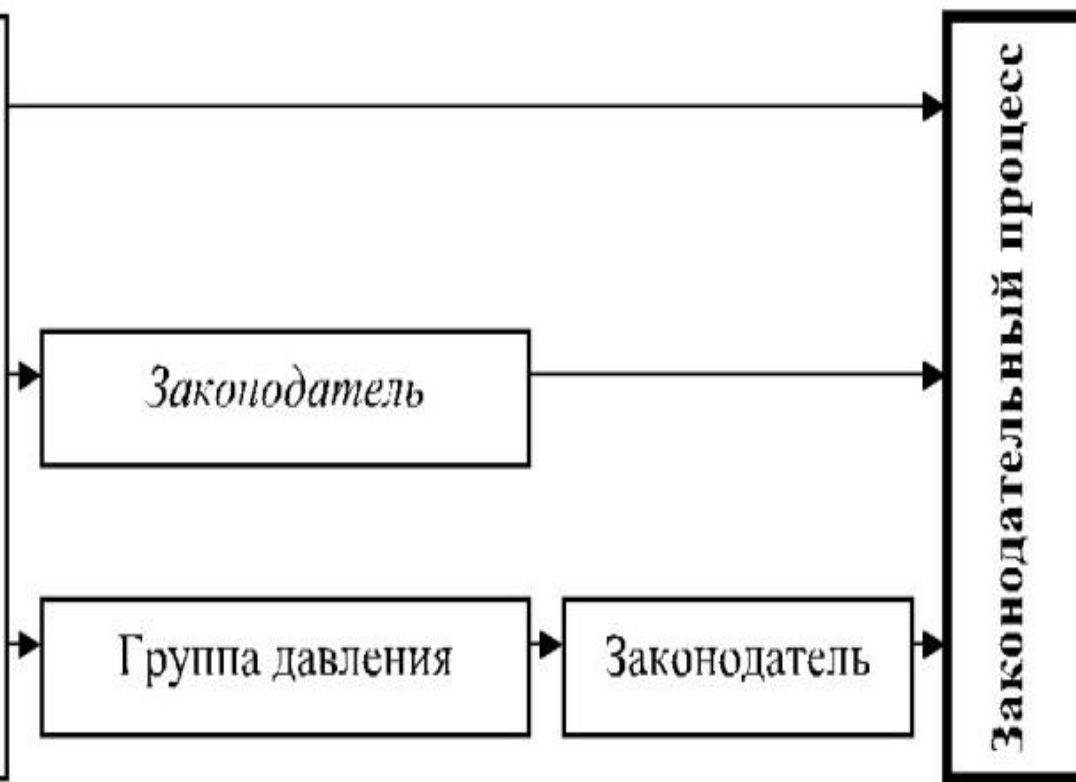 Законодатель
Группа давления
Законодатель
Законодательный процесс